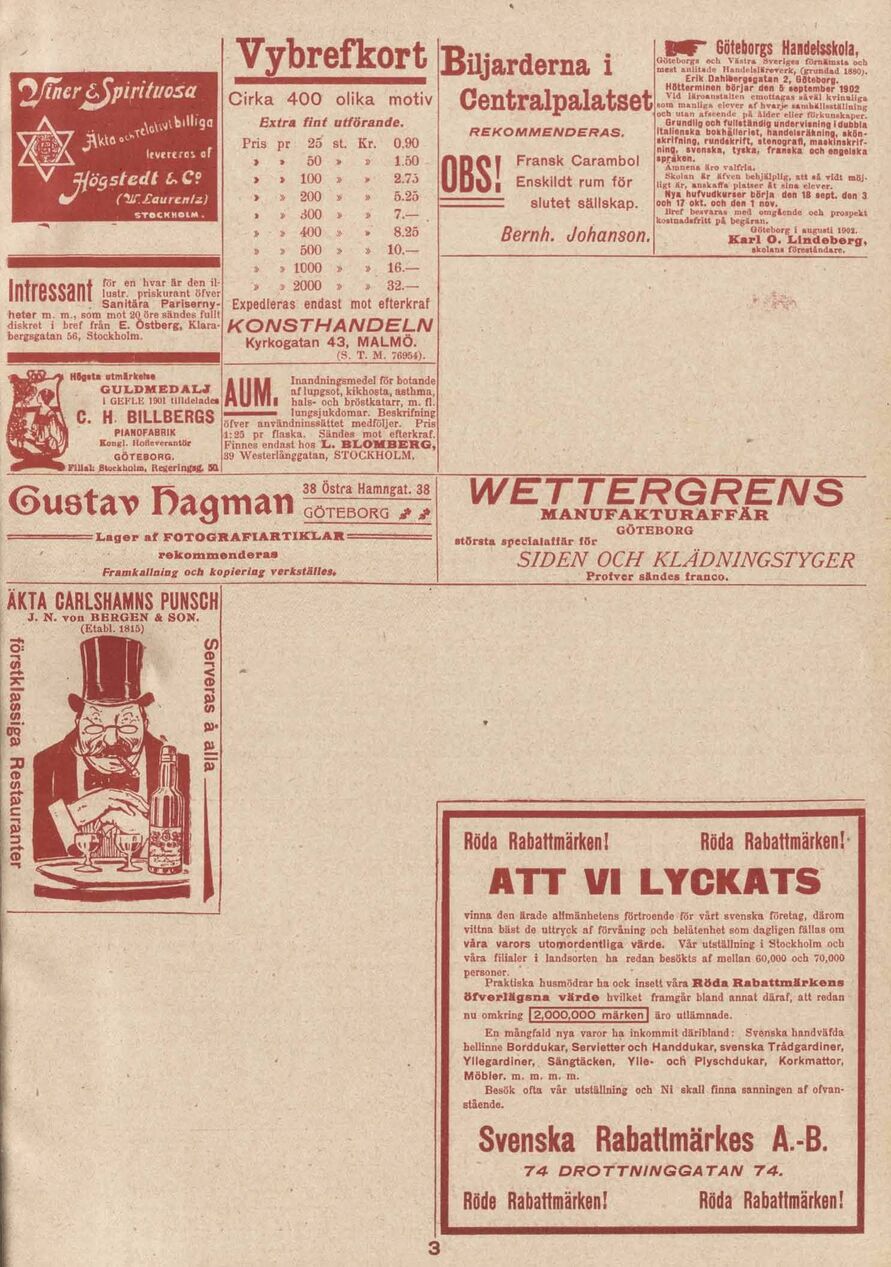 Viner & Spirituosa
Äkta och relativt billiga
levereras af
Högstedt & Co
(W. Laurentz)
STOCKHOLM.
Intressant för en hvar är den il-
lustr. priskurant öfver
Sanitära Pariserny-
heter m. m., som mot 20 öre sändes fullt
diskret i bref från E. Östberg, Klara-
bergsgatan 56, Stockholm.
Högsta utmärkelse
GULDMEDALJ
i GEFLE 1901 tilldelades
C. H. BILLBERGS
PIANOFABRIK
Kongl. Hofleverantör
GÖTEBORG.
Filial: Stockholm, Regeringsg. 50.
Vybrefkort
Cirka 400 olika motiv
Extra fint utförande.
Pris pr 25 st. Kr. 0.90
» » 50 » » 1.50
» » 100 » » 2.75
» » 200 » » 5.25
» » 300 » » 7.—
» » 400 » » 8.25
» » 500 » » 10.—
» » 1000 » » 16.—
» » 2000 » » 32.—
Expedieras endast mot efterkraf
KONSTHANDELN
Kyrkogatan 43, MALMÖ.
(S. T. M. 76954).
AUM. Inandningsmedel för botande
af lungsot, kikhosta, asthma,
hals- och bröstkatarr, m. fl.
lungsjukdomar. Beskrifning
öfver användninssättet medföljer. Pris
4:25 pr flaska. Sändes mot efterkraf.
Finnes endast hos L. BLOMBERG,
39 Westerlånggatan, STOCKHOLM.
Biljarderna i
Centralpalatset
REKOMMENDERAS.
OBS! Fransk Carambol
Enskildt rum för
slutet sällskap.
Bernh. Johanson.
Göteborgs Handelsskola,
Göteborgs och Västra Sveriges förnämsta och
mest anlitade Handelsläroverk, (grundad 1880).
Erik Dahlbergsgatan 2, Göteborg.
Höstterminen börjar den 5 september 1902
Vid läroanstalten emottagas såväl kvinnliga
som manliga elever af hvarje samhällsställning
och utan afseende på ålder eller förkunskaper.
Grundlig och fullständig undervisning i dubbla
italienska bokhålleriet, handelsräkning, skön-
skrifning, rundskrift, stenografi, maskinskrif-
ning, svenska, tyska, franska och engelska
språken.
Ämnena äro valfria.
Skolan är äfven behjälplig, att så vidt möj-
ligt är, anskaffa platser åt sina elever.
Nya hufvudkurser börja den 18 sept. den 3
och 17 okt. och den 1 nov.
Bref besvaras med omgående och prospekt
kostnadsfritt på begäran.
Göteborg i augusti 1902.
Karl O. Lindeberg,
skolans föreståndare.
Gustav Hagman 38 Östra Hamngat. 38
GÖTEBORG
Lager af FOTOGRAFIARTIKLAR
rekommenderas
Framkallning och kopiering verkställes.
WETTERGRENS
MANUFAKTURAFFÄR
GÖTEBORG
största specialaffär för
SIDEN OCH KLÄDNINGSTYGER
Profver sändes franco.
ÄKTA CARLSHAMNS PUNSCH
J. N. von BERGEN & SON.
(Etabl. 1815)
Serveras å alla
förstklassiga Restauranter
Röda Rabattmärken! Röda Rabattmärken!
ATT VI LYCKATS
vinna den ärade allmänhetens förtroende för vårt svenska företag, därom
vittna bäst de uttryck af förvåning och belåtenhet som dagligen fällas om
våra varors utomordentliga värde. Vår utställning i Stockholm och
våra filialer i landsorten ha redan besökts af mellan 60,000 och 70,000
personer.
Praktiska husmödrar ha ock insett våra Röda Rabattmärkens
öfverlägsna värde hvilket framgår bland annat däraf, att redan
nu omkring 2,000,000 märken äro utlämnade.
En mångfald nya varor ha inkommit däribland: Svenska handväfda
hellinne Borddukar, Servietter och Handdukar, svenska Trådgardiner,
Yllegardiner, Sängtäcken, Ylle- och Plyschdukar, Korkmattor,
Möbler. m. m. m. m.
Besök ofta vår utställning och Ni skall finna sanningen af ofvan-
stående.
Svenska Rabattmärkes A.-B.
74 DROTTNINGGATAN 74.
Röde Rabattmärken! Röda Rabattmärken!
3